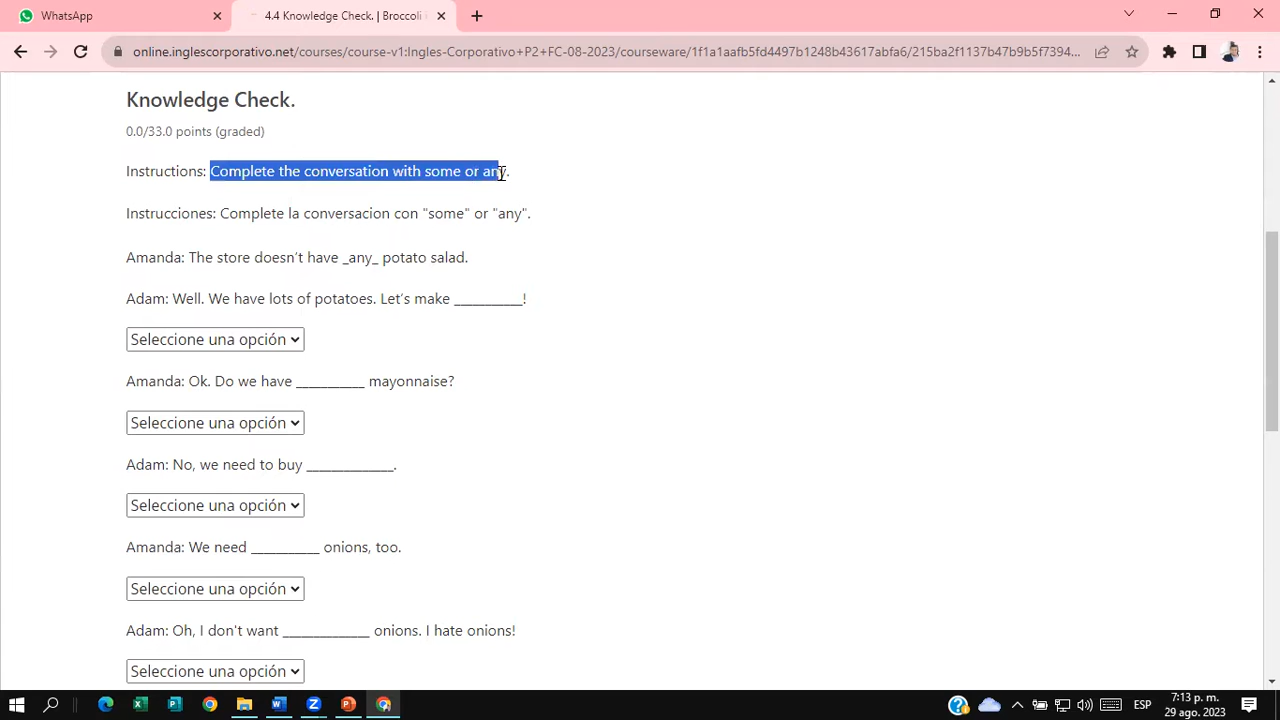 WhatsApp
4.4 Knowledge Check. | Broccoli
online.inglescorporativo.net/courses/course-v1:Ingles-Corporativo+P2+FC-08-2023/courseware/1f1a1aafb5fd4497b1248b43617abfa6/215ba2f1137b47b9b5f7394...
Knowledge Check.
0.0/33.0 points (graded)
Instructions: Complete the conversation with some or any.
Instrucciones: Complete la conversacion con "some" or "any".
Amanda: The store doesn't have _any_ potato salad.
Adam: Well. We have lots of potatoes. Let's make __________!
Seleccione una opción
Amanda: Ok. Do we have __________ mayonnaise?
Seleccione una opción
Adam: No, we need to buy _____________.
Seleccione una opción
Amanda: We need __________ onions, too.
Seleccione una opción
Adam: Oh, I don't want _____________ onions. I hate onions!
Seleccione una opción
ESP
7:13 p. m.
29 ago. 2023